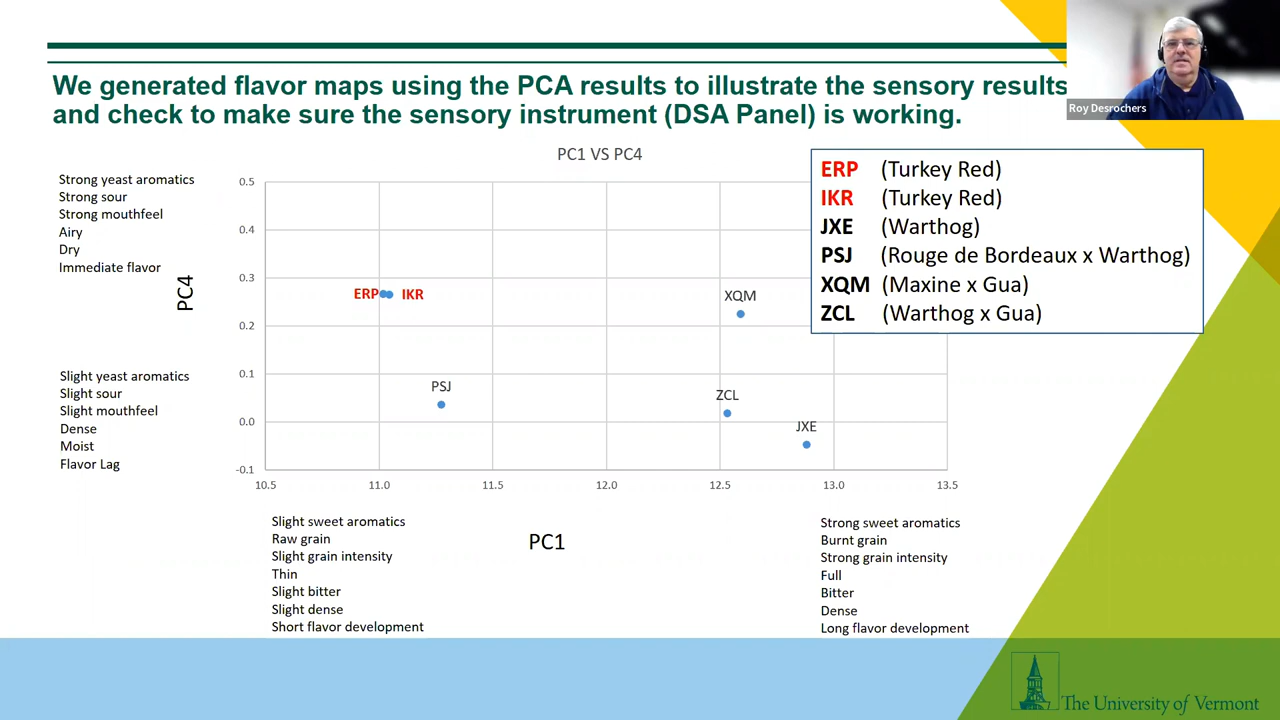 We generated flavor maps using the PCA results to illustrate the sensory results
and check to make sure the sensory instrument (DSA Panel) is working.
Roy Desrochers
PC1 VS PC4
ERP (Turkey Red)
IKR (Turkey Red)
JXE (Warthog)
PSJ (Rouge de Bordeaux x Warthog)
XQM (Maxine x Gua)
ZCL (Warthog x Gua)
Strong yeast aromatics
Strong sour
Strong mouthfeel
Airy
Dry
Immediate flavor
PC4
Slight yeast aromatics
Slight sour
Slight mouthfeel
Dense
Moist
Flavor Lag
0.5
0.4
0.3
0.2
0.1
0.0
-0.1
ERP
IKR
XQM
PSJ
ZCL
JXE
10.5 11.0 11.5 12.0 12.5 13.0 13.5
PC1
Slight sweet aromatics
Raw grain
Slight grain intensity
Thin
Slight bitter
Slight dense
Short flavor development
Strong sweet aromatics
Burnt grain
Strong grain intensity
Full
Bitter
Dense
Long flavor development
The University of Vermont